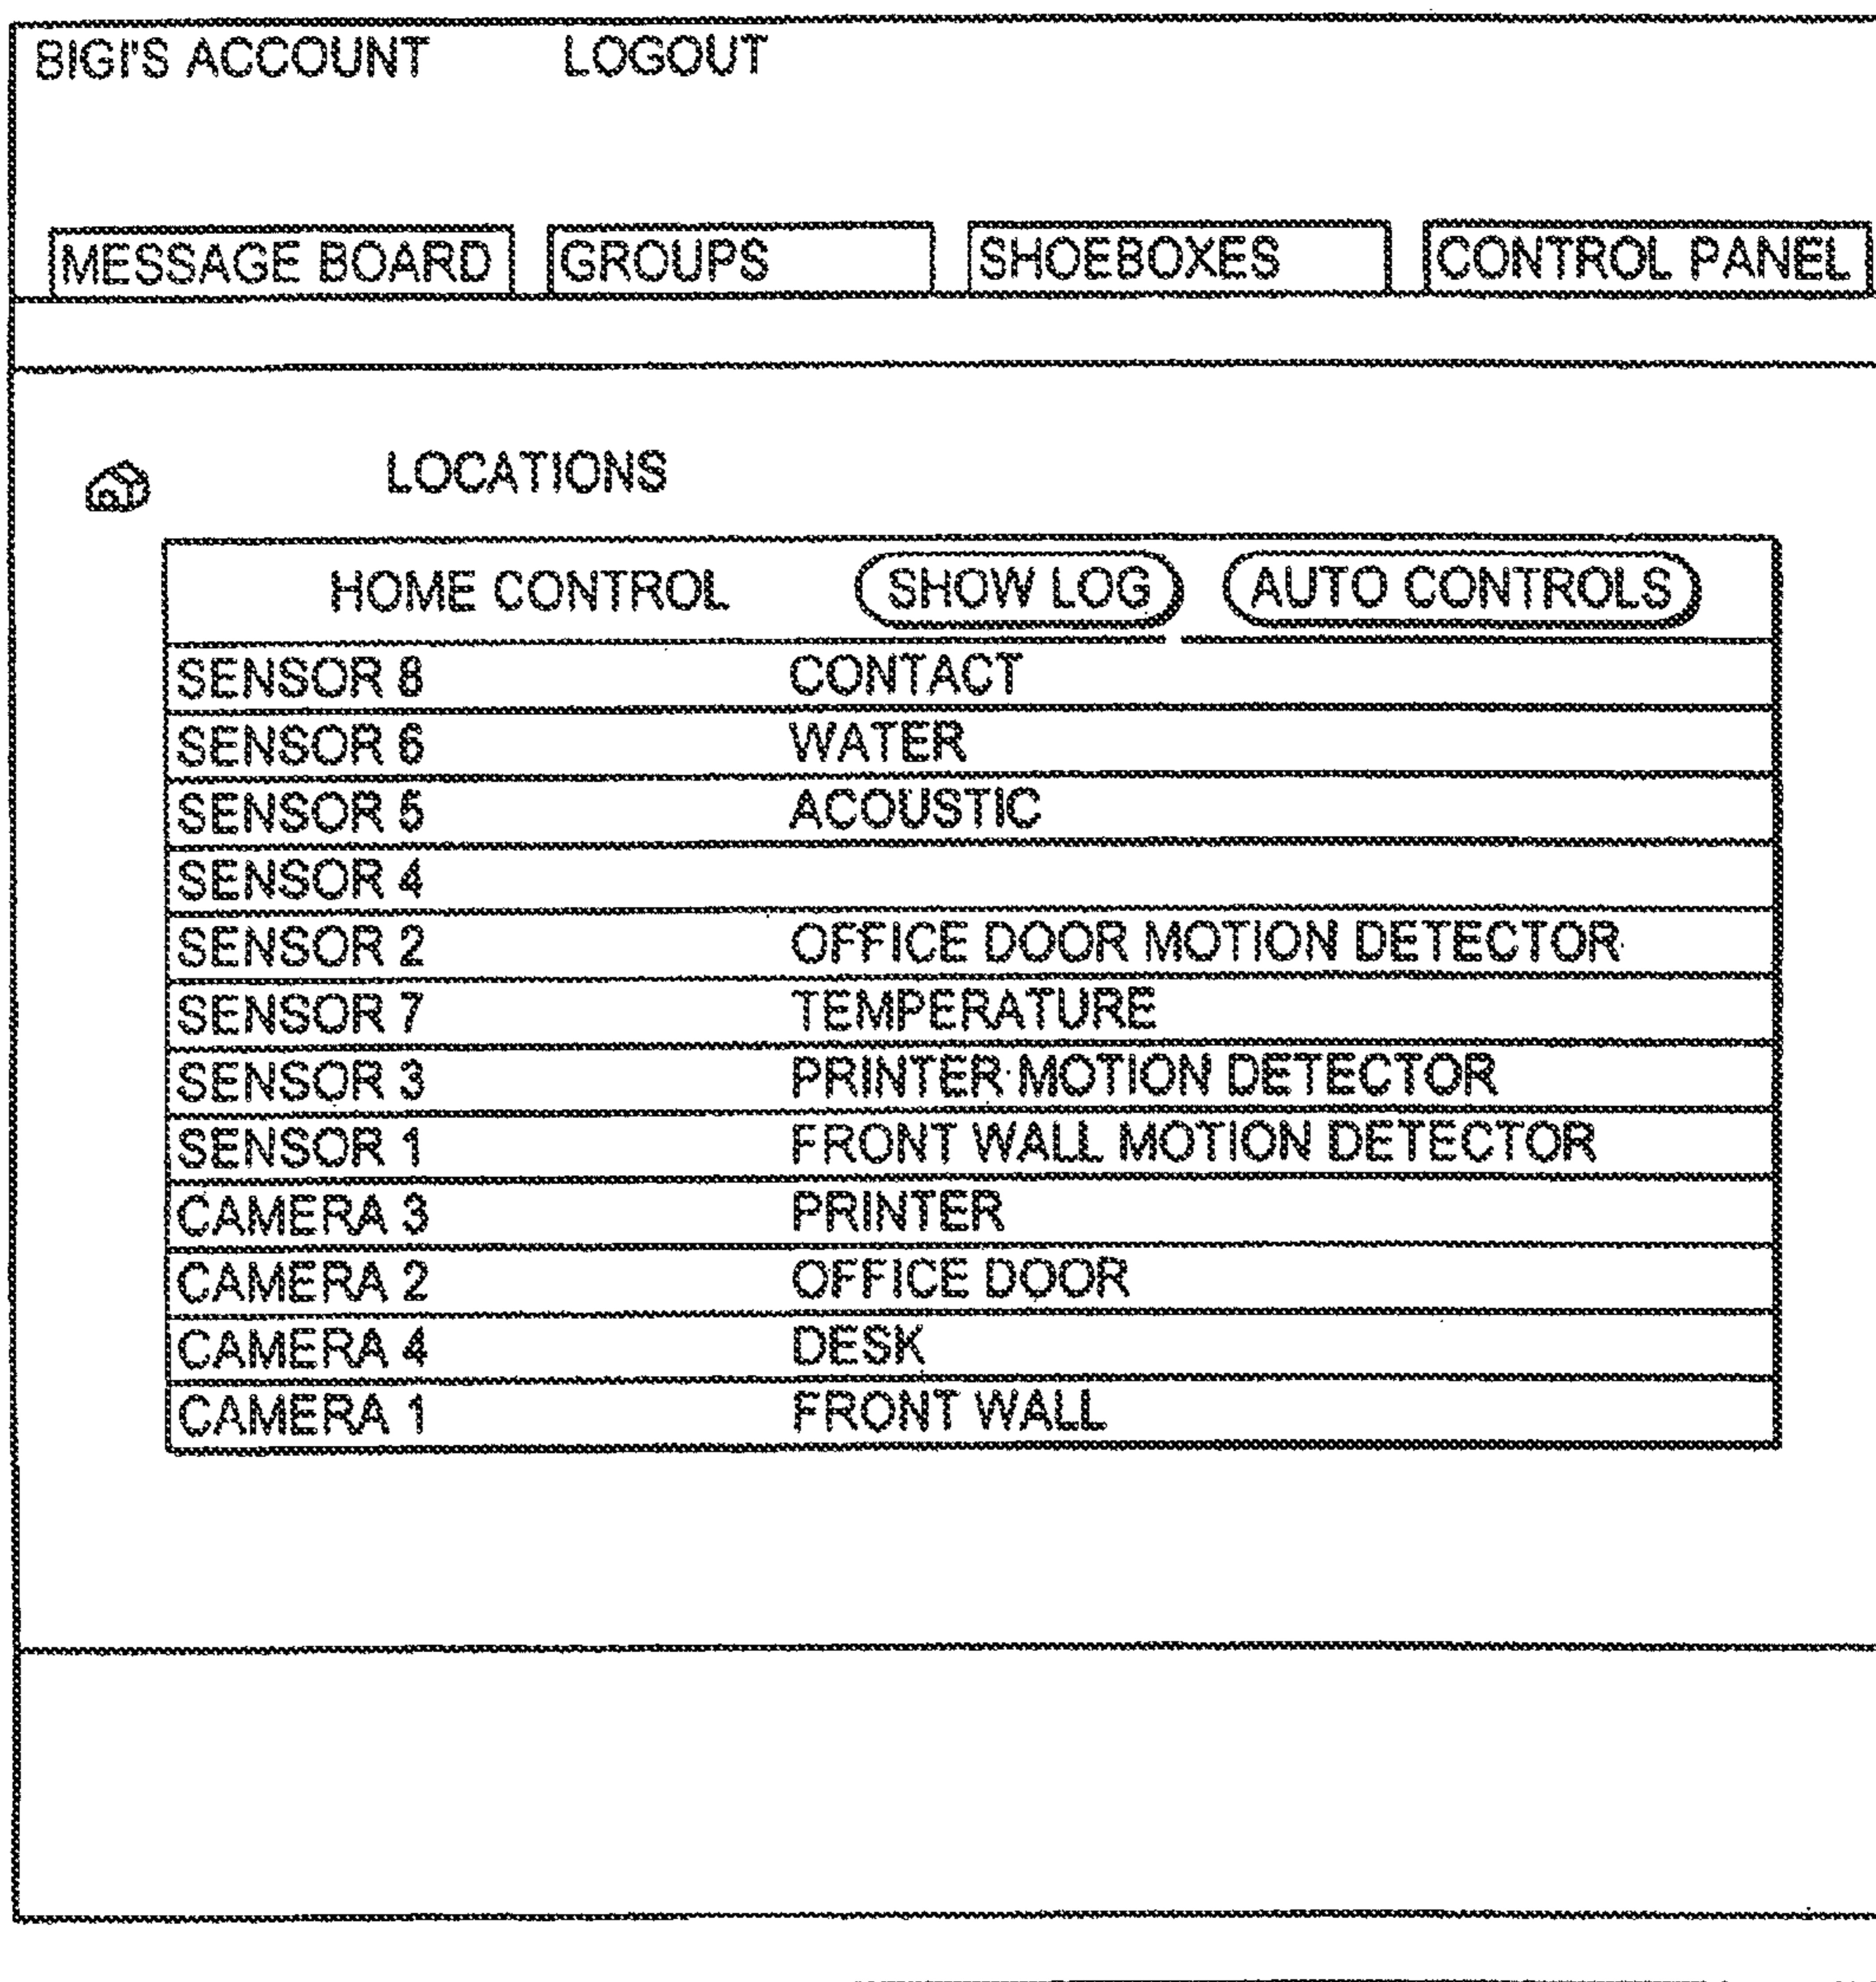 BIGI'S ACCOUNT LOGOUT
MESSAGE BOARD GROUPS SHOEBOXES CONTROL PANEL
LOCATIONS
HOME CONTROL SHOW LOG AUTO CONTROLS
SENSOR 8 CONTACT
SENSOR 6 WATER
SENSOR 5 ACOUSTIC
SENSOR 4
SENSOR 2 OFFICE DOOR MOTION DETECTOR
SENSOR 7 TEMPERATURE
SENSOR 3 PRINTER MOTION DETECTOR
SENSOR 1 FRONT WALL MOTION DETECTOR
CAMERA 3 PRINTER
CAMERA 2 OFFICE DOOR
CAMERA 4 DESK
CAMERA 1 FRONT WALL